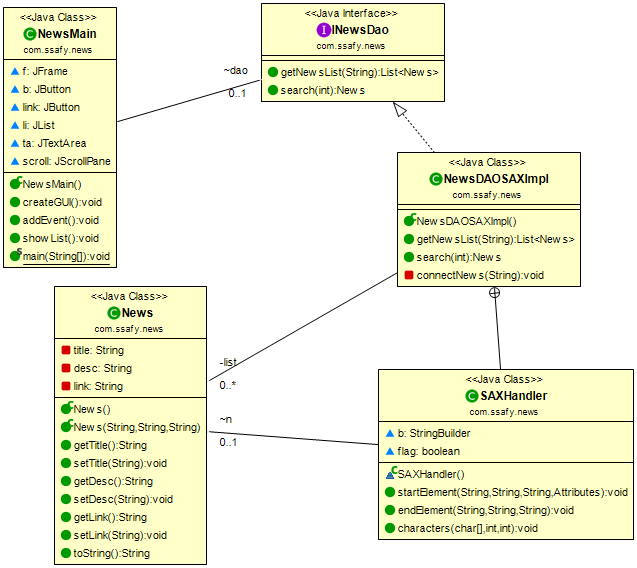 <<Java Class>>
NewsMain
com.ssafy.news
f: JFrame
b: JButton
link: JButton
li: JList
ta: JTextArea
scroll: JScrollPane
NewsMain()
createGUI():void
addEvent():void
showList():void
main(String[]):void
~dao
0..1
<<Java Interface>>
INewsDao
com.ssafy.news
getNewsList(String):List<News>
search(int):News
<<Java Class>>
NewsDAOSAXImpl
com.ssafy.news
NewsDAOSAXImpl()
getNewsList(String):List<News>
search(int):News
connectNews(String):void
<<Java Class>>
News
com.ssafy.news
title: String
desc: String
link: String
News()
News(String,String,String)
getTitle():String
setTitle(String):void
getDesc():String
setDesc(String):void
getLink():String
setLink(String):void
toString():String
-list
0..*
~n
0..1
<<Java Class>>
SAXHandler
com.ssafy.news
b: StringBuilder
flag: boolean
SAXHandler()
startElement(String,String,String,Attributes):void
endElement(String,String,String):void
characters(char[],int,int):void